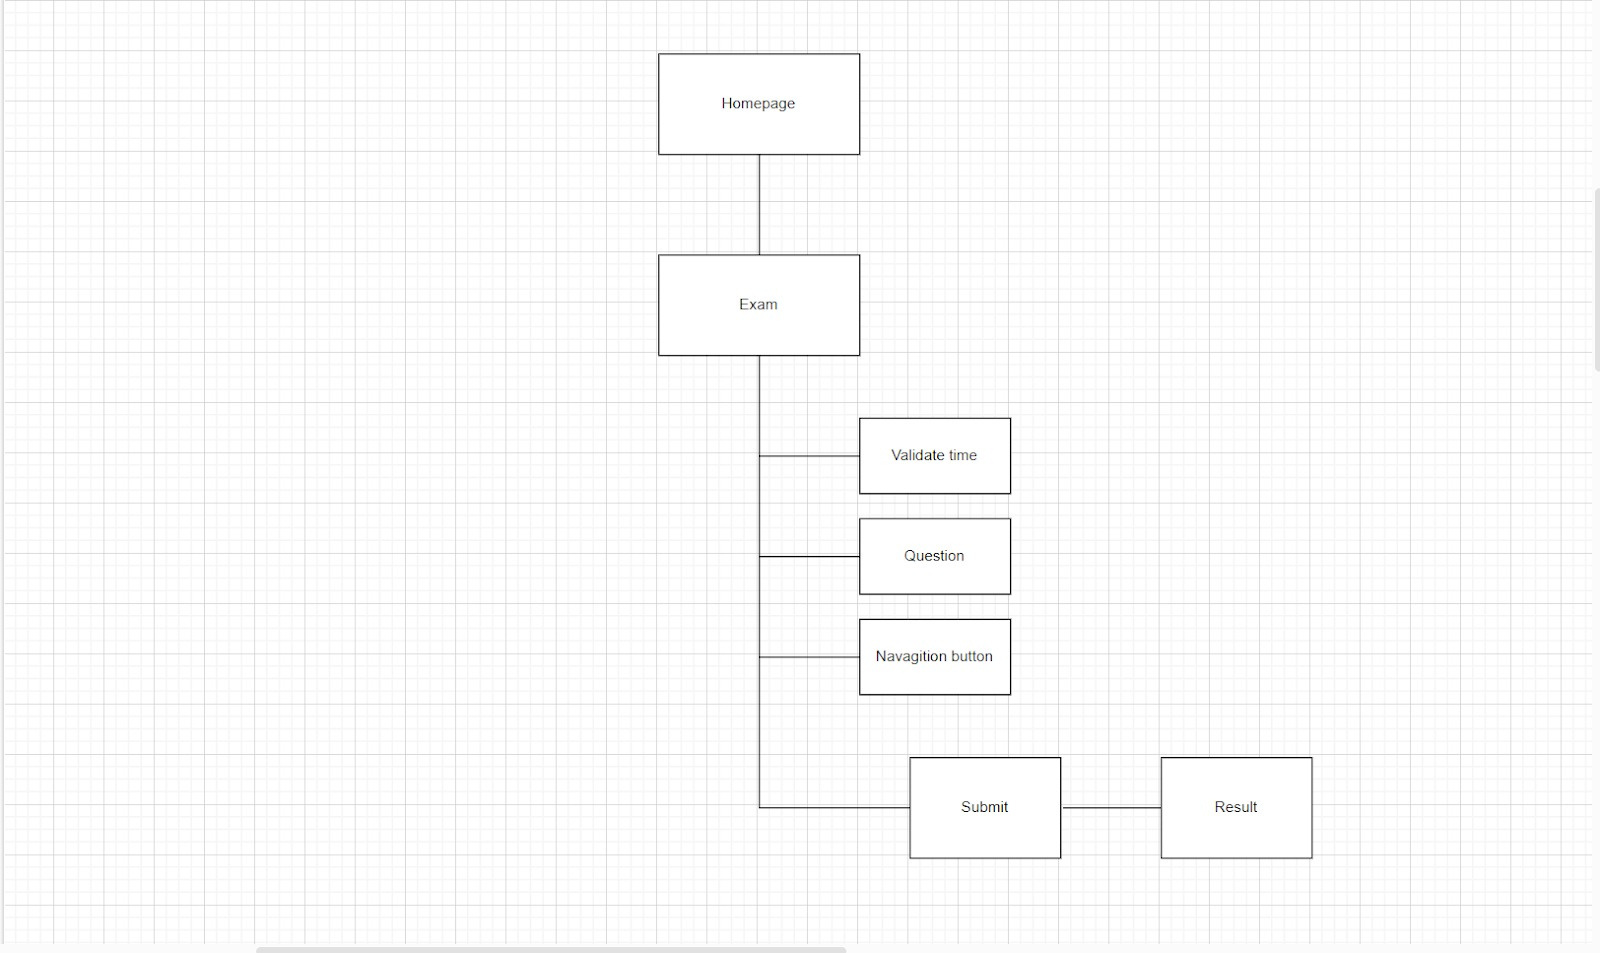 Homepage
Exam
Validate time
Question
Navagition button
Submit
Result